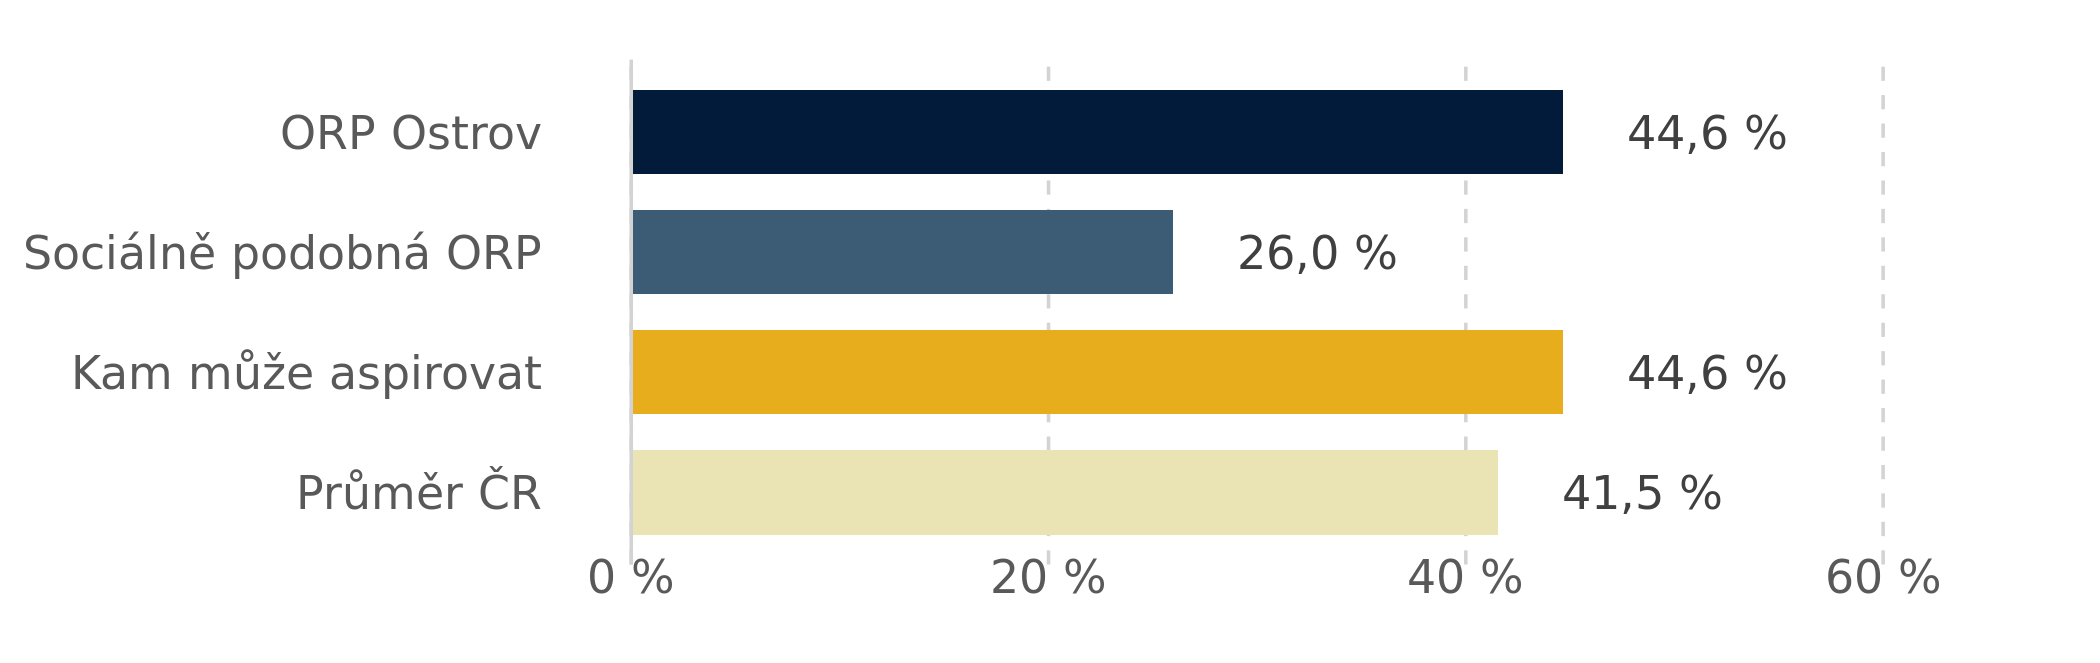 ORP Ostrov 44,6 %
Sociálně podobná ORP 26,0 %
Kam může aspirovat 44,6 %
Průměr ČR 41,5 %
0 % 20 % 40 % 60 %